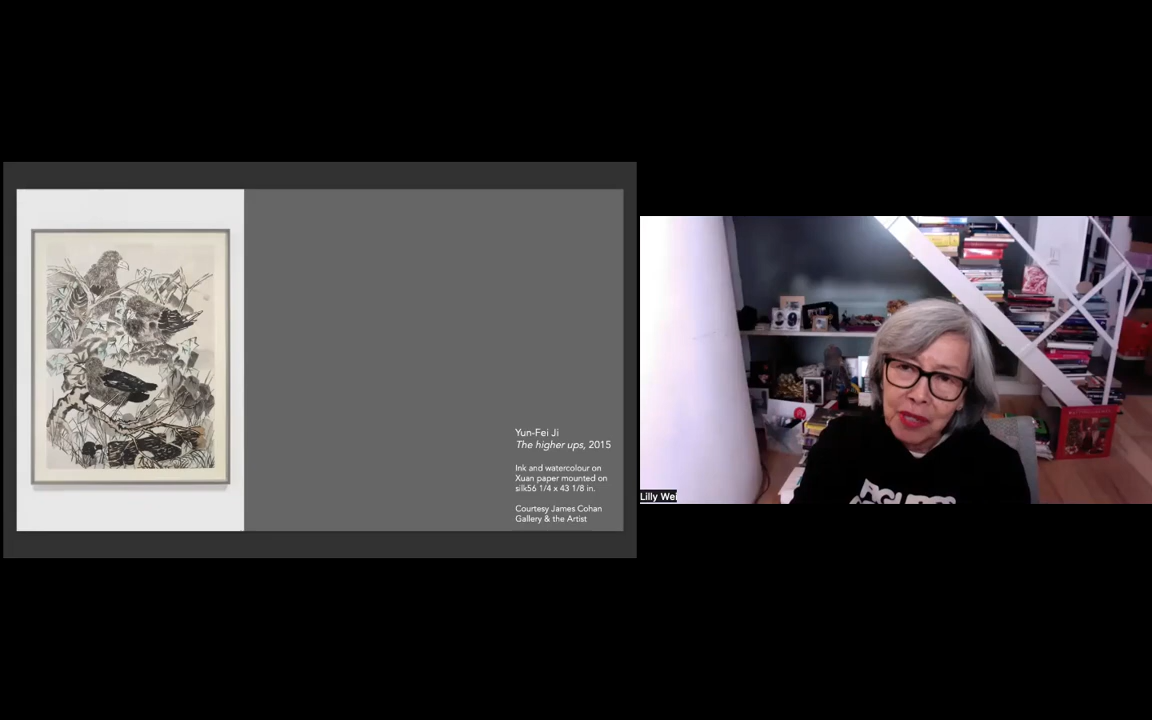 Yun-Fei Ji
The higher ups, 2015
Ink and watercolour on
Xuan paper mounted on
silk56 1/4 x 43 1/8 in.
Courtesy James Cohan
Gallery & the Artist
Lilly Wei